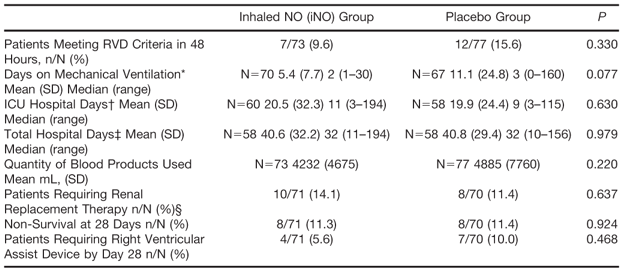 Inhaled NO (iNO) Group Placebo Group P
Patients Meeting RVD Criteria in 48 7/73 (9.6) 12/77 (15.6) 0.330
Hours, n/N (%)
Days on Mechanical Ventilation* N=70 5.4 (7.7) 2 (1–30) N=67 11.1 (24.8) 3 (0–160) 0.077
Mean (SD) Median (range)
ICU Hospital Days† Mean (SD) N=60 20.5 (32.3) 11 (3–194) N=58 19.9 (24.4) 9 (3–115) 0.630
Median (range)
Total Hospital Days‡ Mean (SD) N=58 40.6 (32.2) 32 (11–194) N=58 40.8 (29.4) 32 (10–156) 0.979
Median (range)
Quantity of Blood Products Used N=73 4232 (4675) N=77 4885 (7760) 0.220
Mean mL, (SD)
Patients Requiring Renal 10/71 (14.1) 8/70 (11.4) 0.637
Replacement Therapy n/N (%)§
Non-Survival at 28 Days n/N (%) 8/71 (11.3) 8/70 (11.4) 0.924
Patients Requiring Right Ventricular 4/71 (5.6) 7/70 (10.0) 0.468
Assist Device by Day 28 n/N (%)